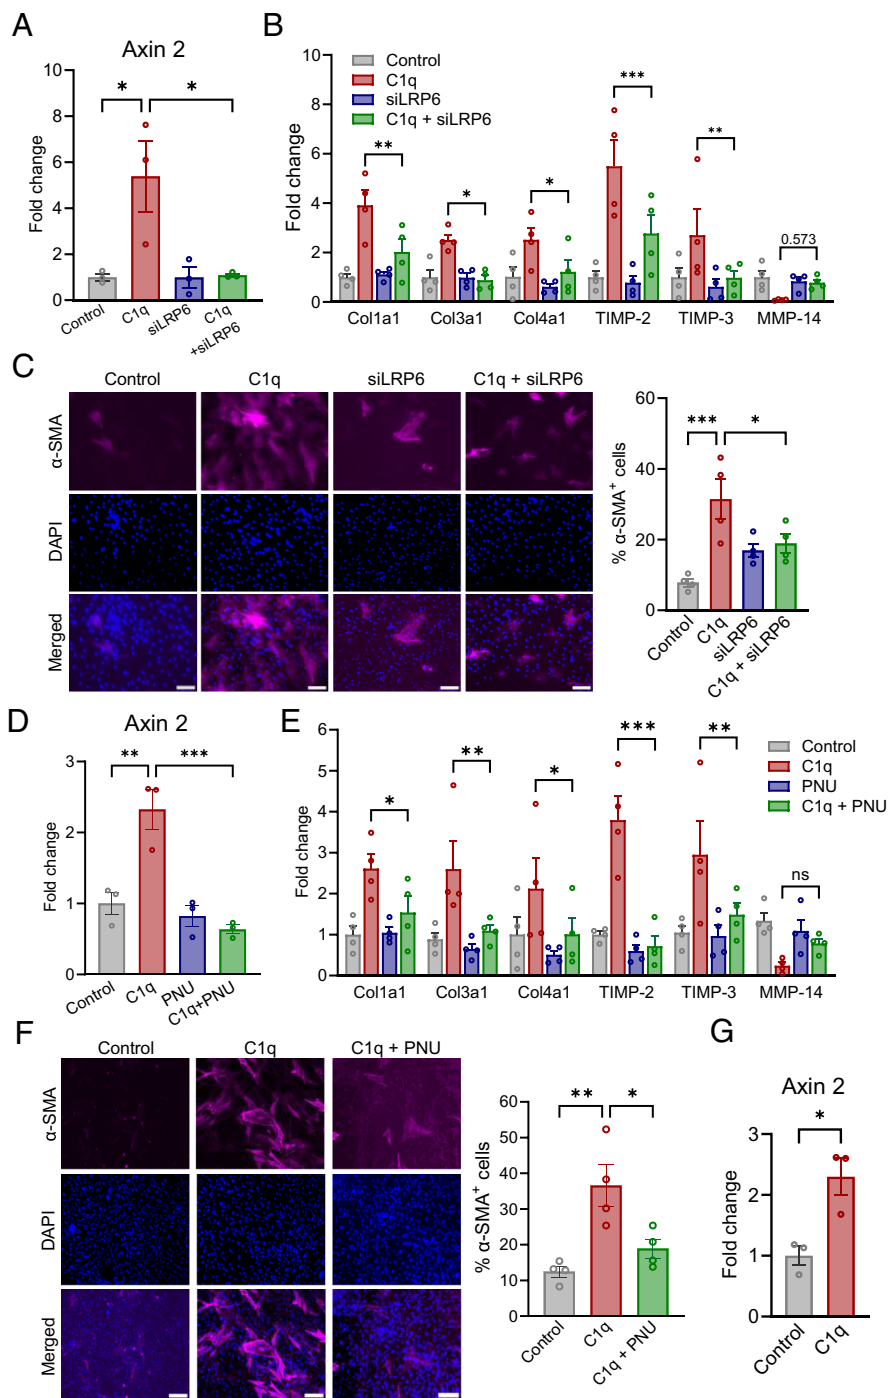 A
Axin 2
Fold change
10
8
6
4
2
0
*
*
Control
C1q
siLRP6
C1q
+siLRP6
B
Fold change
10
8
6
4
2
0
Control
C1q
siLRP6
C1q + siLRP6
**
*
*
***
**
0.573
Col1a1
Col3a1
Col4a1
TIMP-2
TIMP-3
MMP-14
C
Control
C1q
siLRP6
C1q + siLRP6
α-SMA
DAPI
Merged
% α-SMA⁺ cells
60
40
20
0
***
*
Control
C1q
siLRP6
C1q + siLRP6
D
Axin 2
Fold change
3
2
1
0
**
***
Control
C1q
PNU
C1q+PNU
E
Fold change
6
5
4
3
2
1
0
*
**
*
***
**
ns
Control
C1q
PNU
C1q + PNU
Col1a1
Col3a1
Col4a1
TIMP-2
TIMP-3
MMP-14
F
Control
C1q
C1q + PNU
α-SMA
DAPI
Merged
% α-SMA⁺ cells
60
50
40
30
20
10
0
**
*
Control
C1q
C1q + PNU
G
Axin 2
Fold change
3
2
1
0
*
Control
C1q